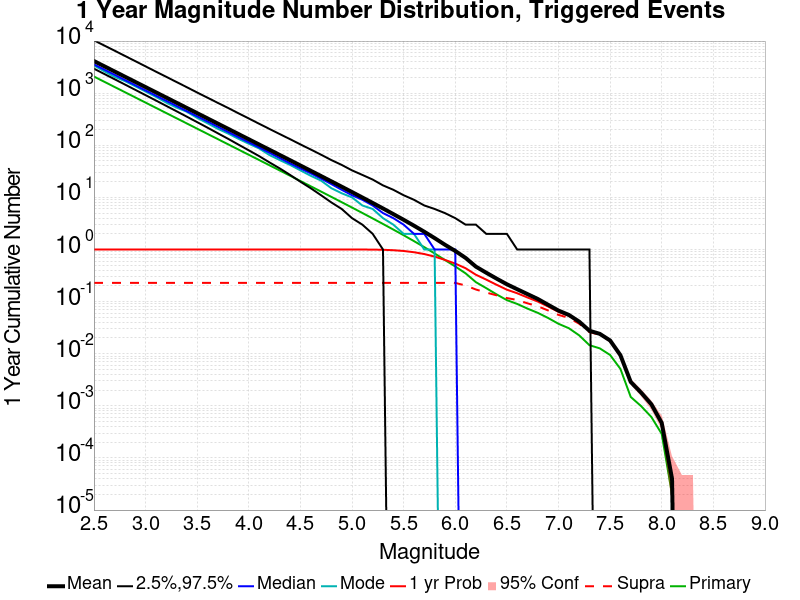 1 Year Magnitude Number Distribution, Triggered Events
1 Year Cumulative Number
10^4
10^3
10^2
10^1
10^0
10^-1
10^-2
10^-3
10^-4
10^-5
2.5 3.0 3.5 4.0 4.5 5.0 5.5 6.0 6.5 7.0 7.5 8.0 8.5 9.0
Magnitude
Mean 2.5%,97.5% Median Mode 1 yr Prob 95% Conf Supra Primary